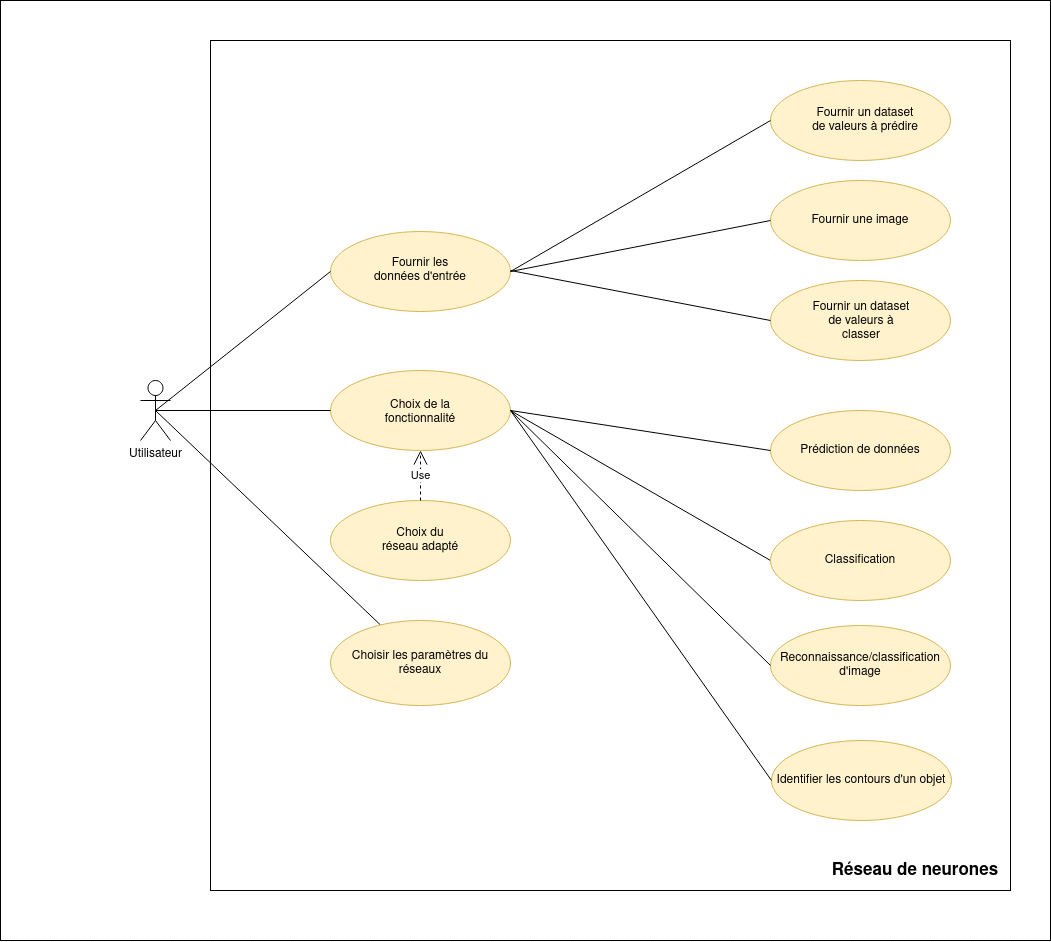 Fournir un dataset
de valeurs à prédire
Fournir une image
Fournir les
données d'entrée
Fournir un dataset
de valeurs à
classer
Choix de la
fonctionnalité
Utilisateur
Prédiction de données
Use
Choix du
réseau adapté
Classification
Choisir les paramètres du
réseaux
Reconnaissance/classification
d'image
Identifier les contours d'un objet
Réseau de neurones